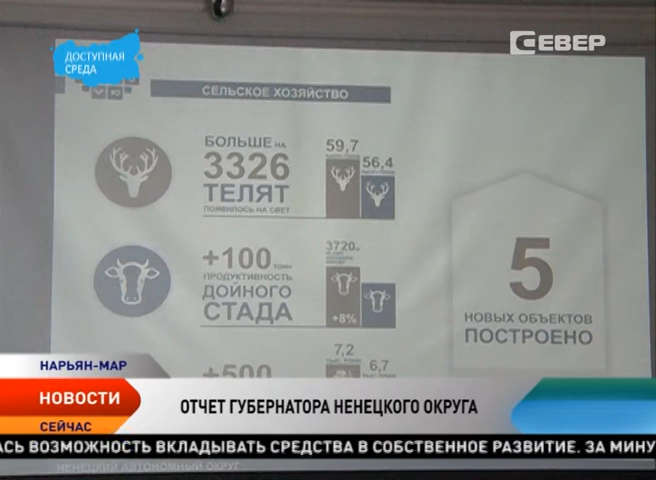 ДОСТУПНАЯ
СРЕДА
СЕВЕР
СЕЛЬСКОЕ ХОЗЯЙСТВО
БОЛЬШЕ НА
3326
ТЕЛЯТ
ПОЯВИЛОСЬ НА СВЕТ
59,7
56,4
+100 ТОНН
ПРОДУКТИВНОСТЬ
ДОЙНОГО
СТАДА
3720
+8%
5
НОВЫХ ОБЪЕКТОВ
ПОСТРОЕНО
+500
7,2
6,7
НАРЬЯН-МАР
НОВОСТИ
СЕЙЧАС
ОТЧЕТ ГУБЕРНАТОРА НЕНЕЦКОГО ОКРУГА
АСЬ ВОЗМОЖНОСТЬ ВКЛАДЫВАТЬ СРЕДСТВА В СОБСТВЕННОЕ РАЗВИТИЕ. ЗА МИНУ
НЕНЕЦКИЙ АВТОНОМНЫЙ ОКРУГ